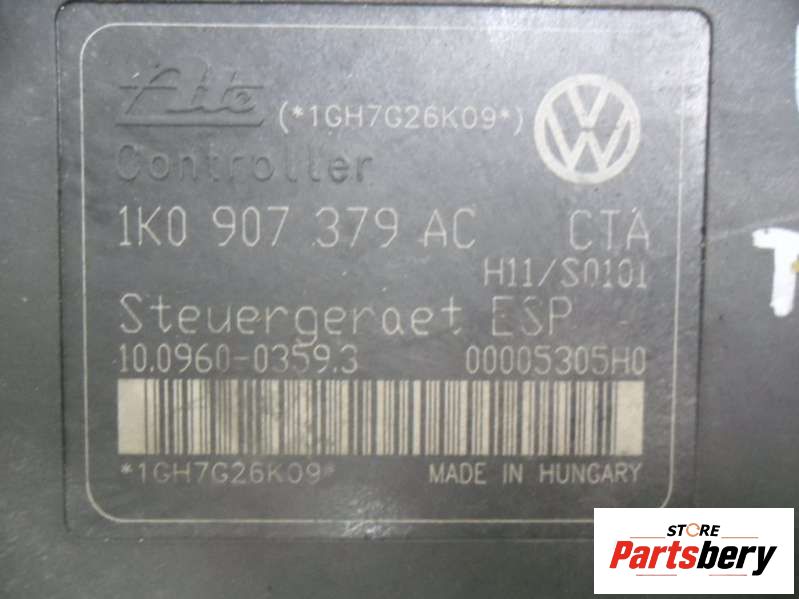 Ate (*1GH7G26K09*)
Controller
1K0 907 379 AC CTA
H11/S0101
Steuergeraet ESP
10.0960-0359.3 00005305H0
*1GH7G26K09* MADE IN HUNGARY
STORE
Partsbery